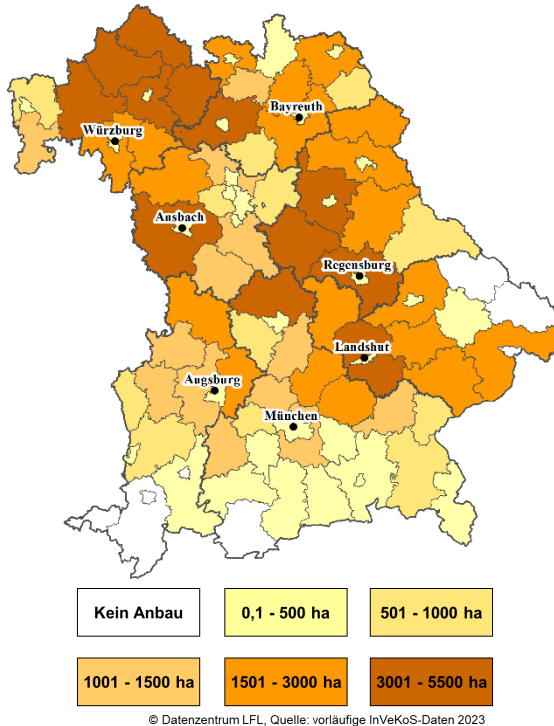 Bayreuth
Würzburg
Ansbach
Regensburg
Landshut
Augsburg
München
Kein Anbau
0,1 - 500 ha
501 - 1000 ha
1001 - 1500 ha
1501 - 3000 ha
3001 - 5500 ha
© Datenzentrum LFL, Quelle: vorläufige InVeKoS-Daten 2023